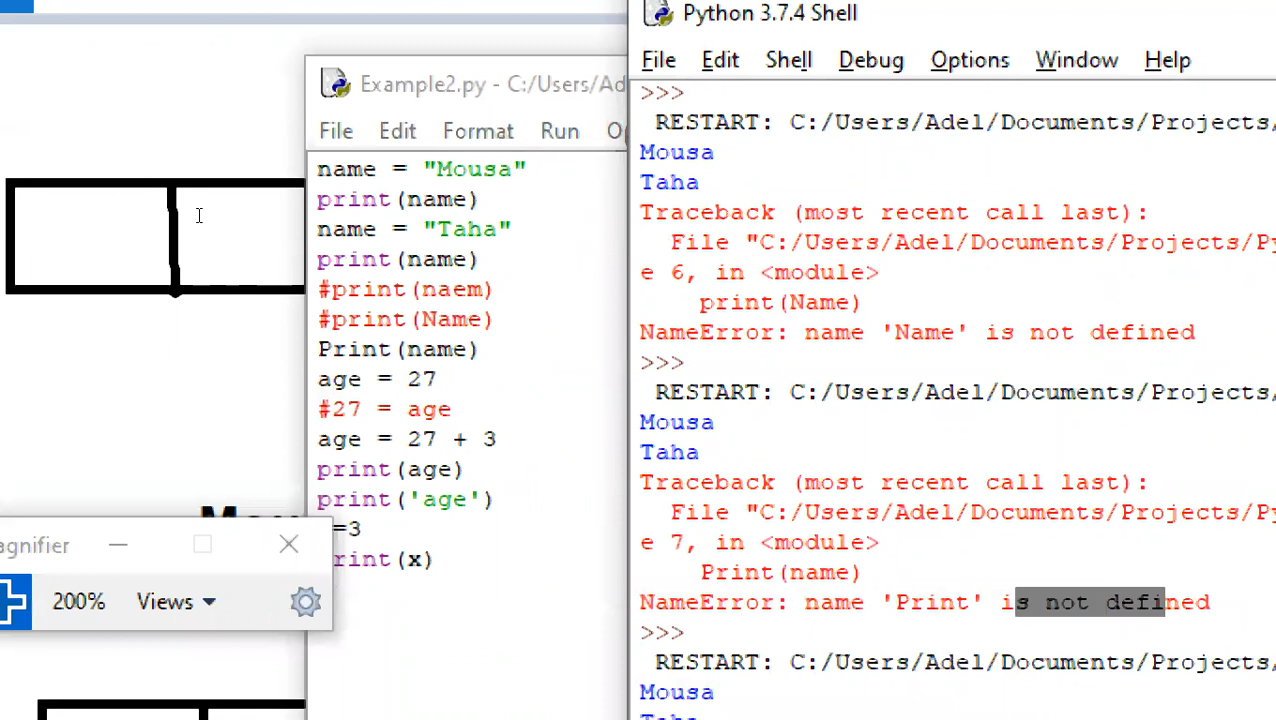 Python 3.7.4 Shell
File Edit Shell Debug Options Window Help
>>>
RESTART: C:/Users/Adel/Documents/Projects/
Mousa
Taha
Traceback (most recent call last):
File "C:/Users/Adel/Documents/Projects/Py
e 6, in <module>
print(Name)
NameError: name 'Name' is not defined
>>>
RESTART: C:/Users/Adel/Documents/Projects/
Mousa
Taha
Traceback (most recent call last):
File "C:/Users/Adel/Documents/Projects/Py
e 7, in <module>
Print(name)
NameError: name 'Print' is not defined
>>>
RESTART: C:/Users/Adel/Documents/Projects/
Mousa
Example2.py - C:/Users/Ad
File Edit Format Run
name = "Mousa"
print(name)
name = "Taha"
print(name)
#print(naem)
#print(Name)
Print(name)
age = 27
#27 = age
age = 27 + 3
print(age)
print('age')
=3
rint(x)
agnifier
200% Views